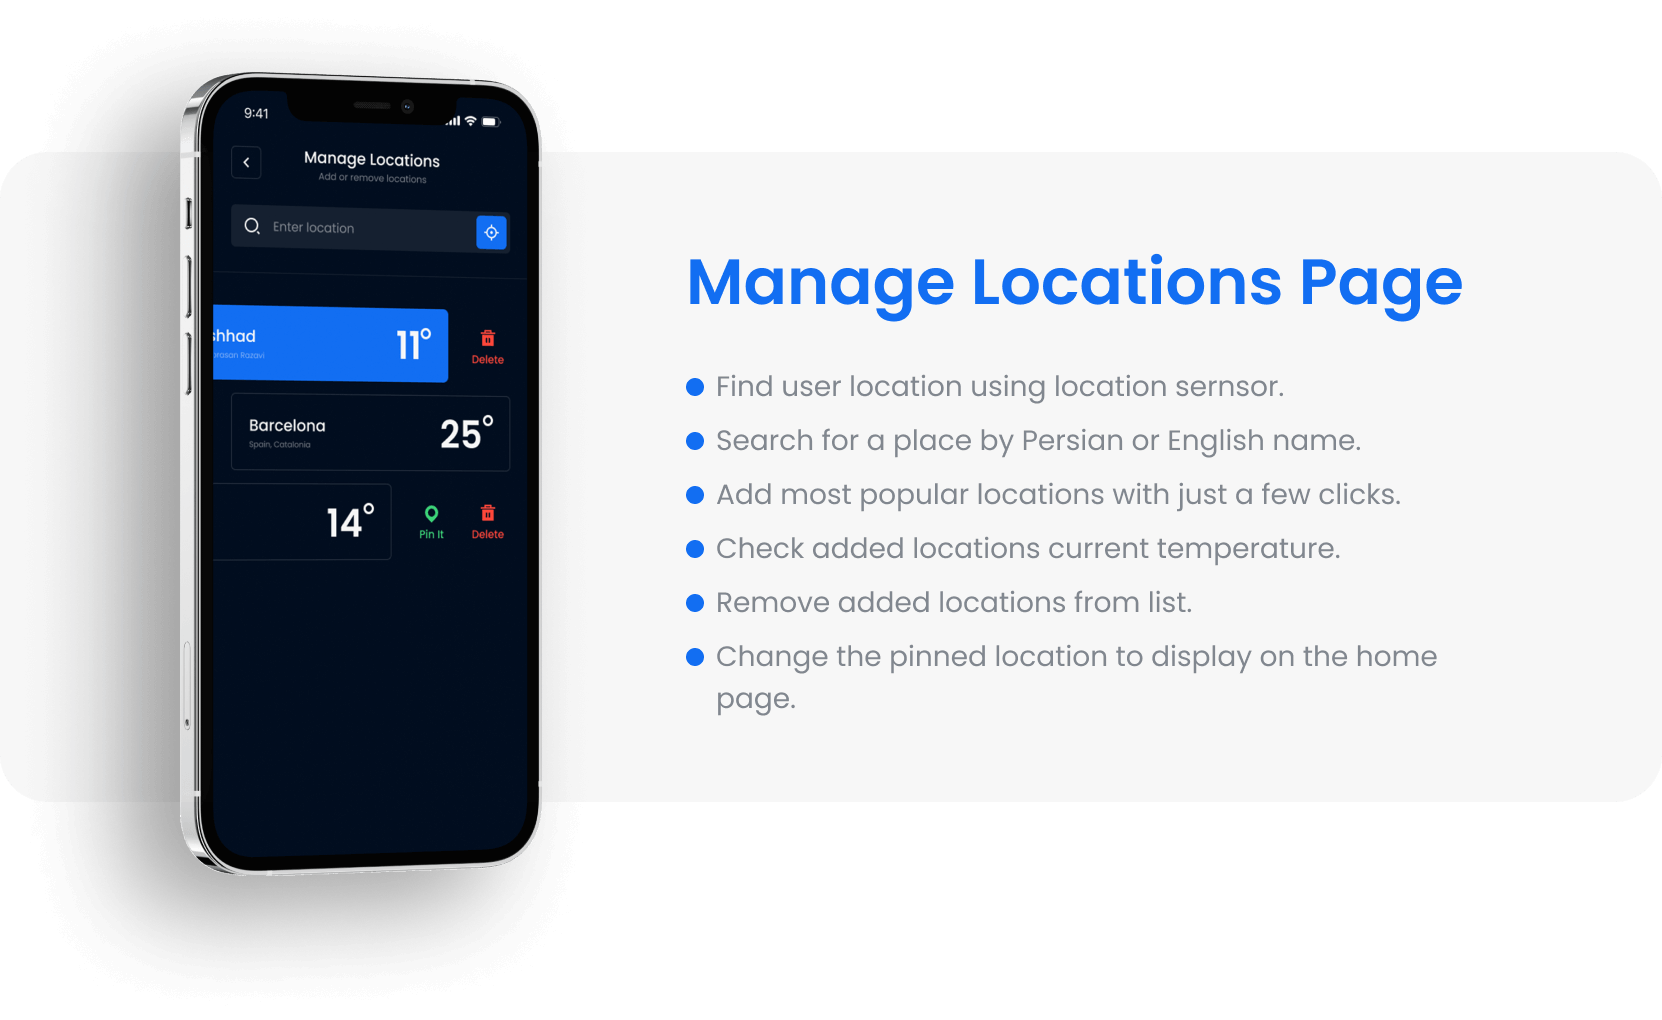 9:41
Manage Locations
Add or remove locations
Enter location
shhad
orasan Razavi
11°
Delete
Barcelona
Spain, Catalonia
25°
14°
Pin It
Delete
Manage Locations Page
Find user location using location sernsor.
Search for a place by Persian or English name.
Add most popular locations with just a few clicks.
Check added locations current temperature.
Remove added locations from list.
Change the pinned location to display on the home
page.